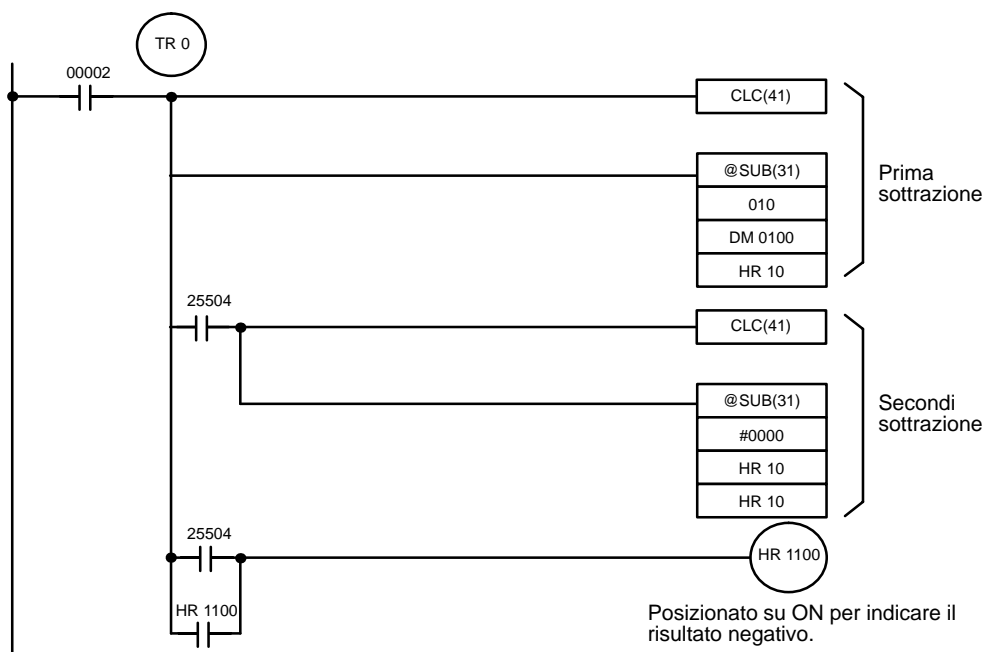 TR 0
00002
CLC(41)
@SUB(31)
010
DM 0100
HR 10
Prima
sottrazione
25504
CLC(41)
@SUB(31)
#0000
HR 10
HR 10
Secondi
sottrazione
25504
HR 1100
HR 1100
Posizionato su ON per indicare il
risultato negativo.